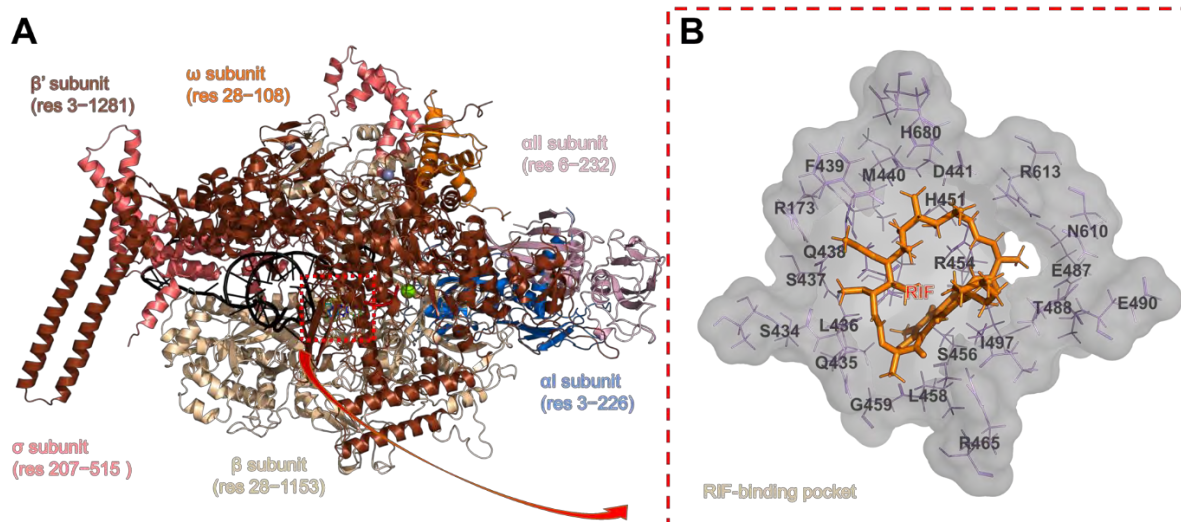 A
β' subunit
(res 3–1281)
ω subunit
(res 28–108)
αII subunit
(res 6–232)
αI subunit
(res 3–226)
β subunit
(res 28-1153)
σ subunit
(res 207–515 )
B
H680
F439
M440
D441
R613
R173
H451
N610
Q438
R454
E487
S437
RIF
T488
E490
S434
L436
I497
Q435
S456
G459
L458
R465
RIF-binding pocket